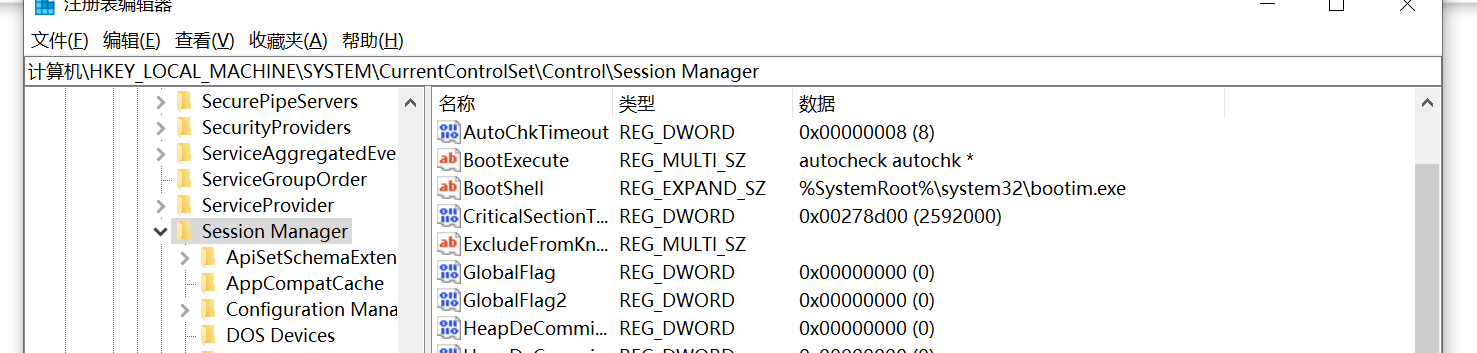 注册表编辑器
文件(F) 编辑(E) 查看(V) 收藏夹(A) 帮助(H)
计算机\HKEY_LOCAL_MACHINE\SYSTEM\CurrentControlSet\Control\Session Manager
SecurePipeServers
SecurityProviders
ServiceAggregatedEve
ServiceGroupOrder
ServiceProvider
Session Manager
ApiSetSchemaExten
AppCompatCache
Configuration Mana
DOS Devices
名称 类型 数据
AutoChkTimeout REG_DWORD 0x00000008 (8)
BootExecute REG_MULTI_SZ autocheck autochk *
BootShell REG_EXPAND_SZ %SystemRoot%\system32\bootim.exe
CriticalSectionT... REG_DWORD 0x00278d00 (2592000)
ExcludeFromKn... REG_MULTI_SZ
GlobalFlag REG_DWORD 0x00000000 (0)
GlobalFlag2 REG_DWORD 0x00000000 (0)
HeapDeCommi... REG_DWORD 0x00000000 (0)